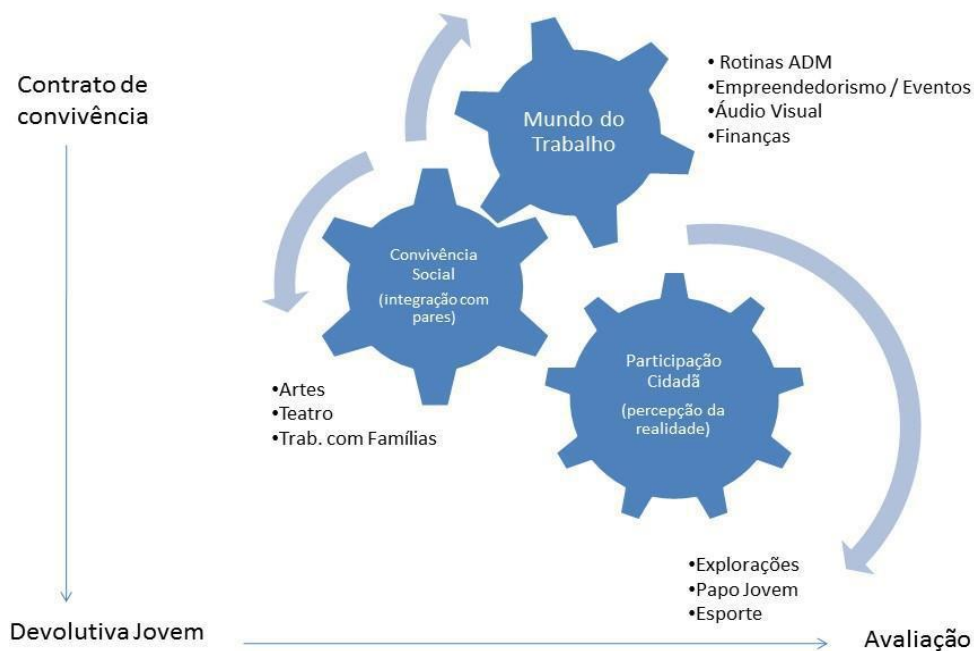 Contrato de
convivência
Mundo do
Trabalho
• Rotinas ADM
•Empreendedorismo / Eventos
•Áudio Visual
•Finanças
Convivência
Social
(integração com
pares)
•Artes
•Teatro
•Trab. com Famílias
Participação
Cidadã
(percepção da
realidade)
•Explorações
•Papo Jovem
•Esporte
Devolutiva Jovem
Avaliação